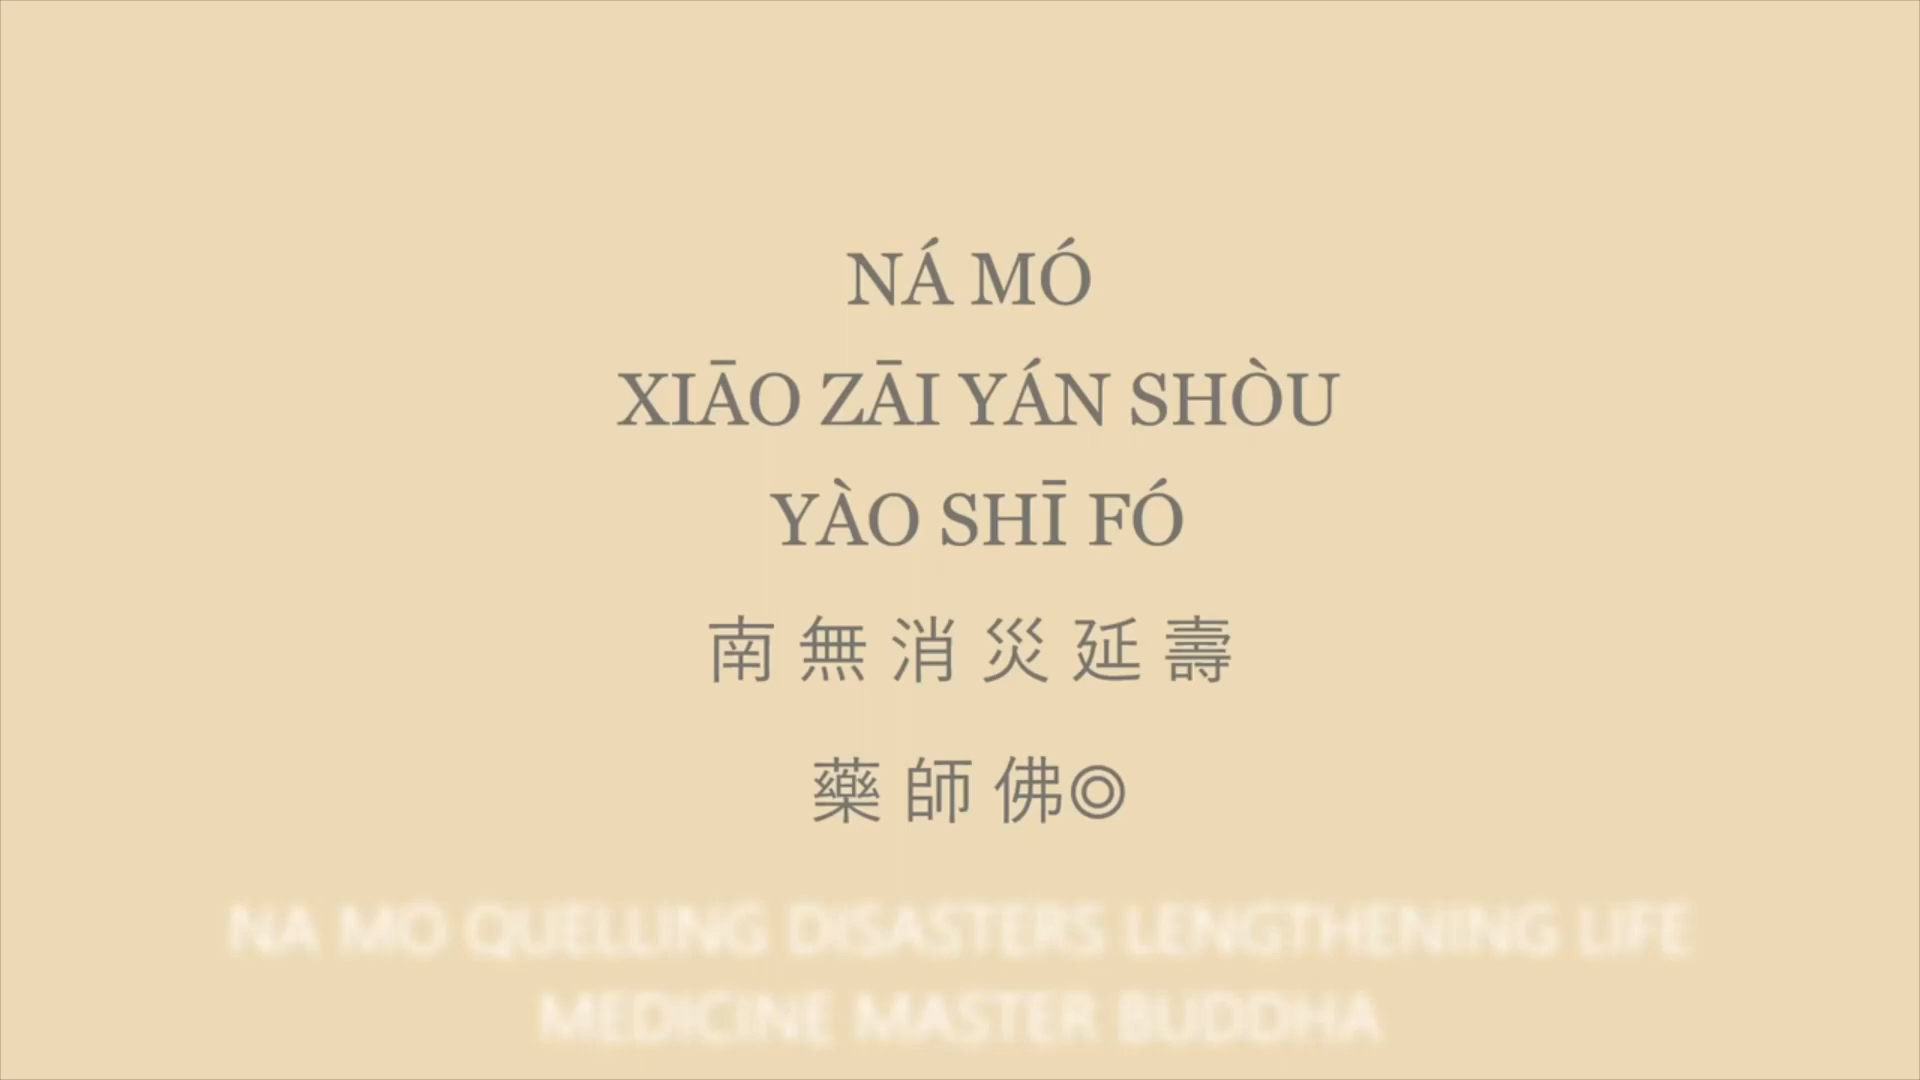 NÁ MÓ
XIĀO ZĀI YÁN SHÒU
YÀO SHĪ FÓ
南 無 消 災 延 壽
藥 師 佛◎
NA MO QUELLING DISASTERS LENGTHENING LIFE
MEDICINE MASTER BUDDHA